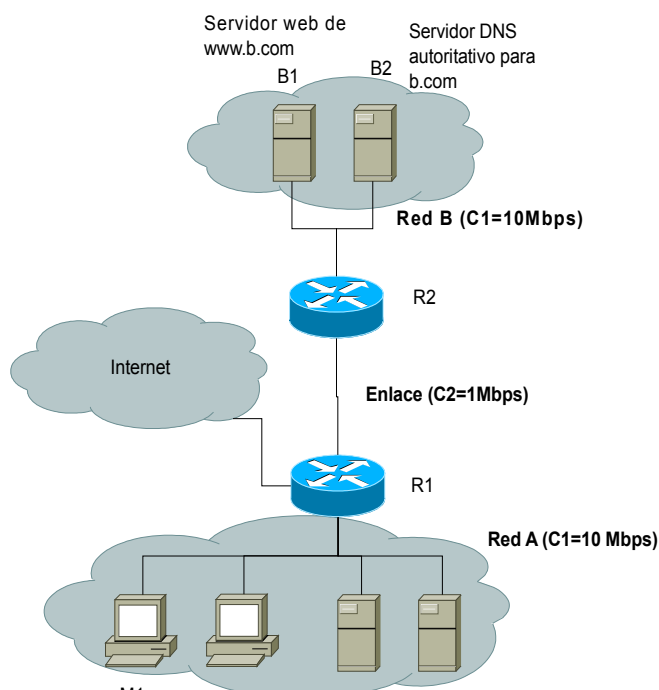 Servidor web de
www.b.com
Servidor DNS
autoritativo para
b.com
B1
B2
Red B (C1=10Mbps)
R2
Internet
Enlace (C2=1Mbps)
R1
Red A (C1=10 Mbps)